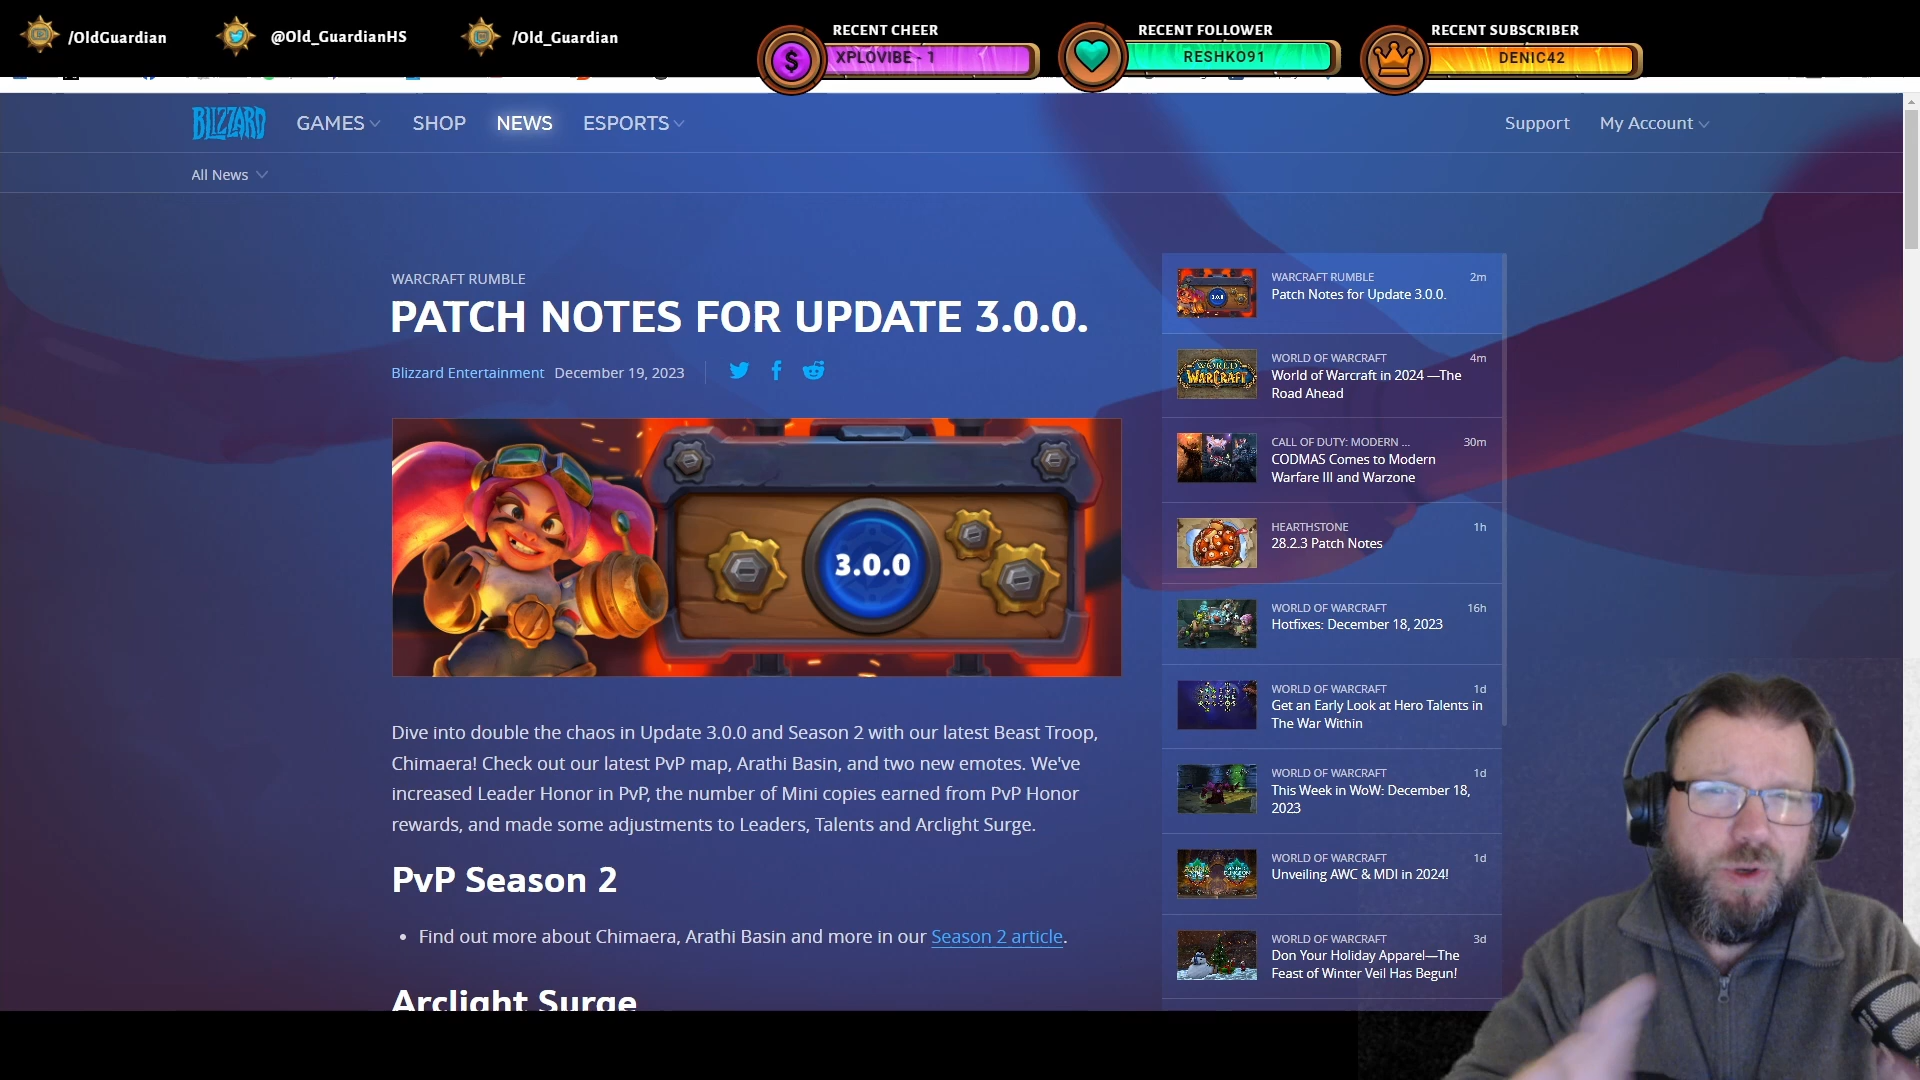 /OldGuardian
@Old_GuardianHS
/Old_Guardian
RECENT CHEER
XPLOVIBE - 1
RECENT FOLLOWER
RESHKO91
RECENT SUBSCRIBER
DENIC42
BLIZZARD
GAMES
SHOP
NEWS
ESPORTS
Support
My Account
All News
WARCRAFT RUMBLE
PATCH NOTES FOR UPDATE 3.0.0.
Blizzard Entertainment December 19, 2023
3.0.0
Dive into double the chaos in Update 3.0.0 and Season 2 with our latest Beast Troop,
Chimaera! Check out our latest PvP map, Arathi Basin, and two new emotes. We've
increased Leader Honor in PvP, the number of Mini copies earned from PvP Honor
rewards, and made some adjustments to Leaders, Talents and Arclight Surge.
PvP Season 2
• Find out more about Chimaera, Arathi Basin and more in our Season 2 article.
Arclight Surge
WARCRAFT RUMBLE 2m
Patch Notes for Update 3.0.0.
3.0.0
WORLD OF WARCRAFT 4m
World of Warcraft in 2024 —The
Road Ahead
WORLD
WARCRAFT
CALL OF DUTY: MODERN ... 30m
CODMAS Comes to Modern
Warfare III and Warzone
HEARTHSTONE 1h
28.2.3 Patch Notes
WORLD OF WARCRAFT 16h
Hotfixes: December 18, 2023
WORLD OF WARCRAFT 1d
Get an Early Look at Hero Talents in
The War Within
WORLD OF WARCRAFT 1d
This Week in WoW: December 18,
2023
WORLD OF WARCRAFT 1d
Unveiling AWC & MDI in 2024!
WORLD OF WARCRAFT 3d
Don Your Holiday Apparel—The
Feast of Winter Veil Has Begun!